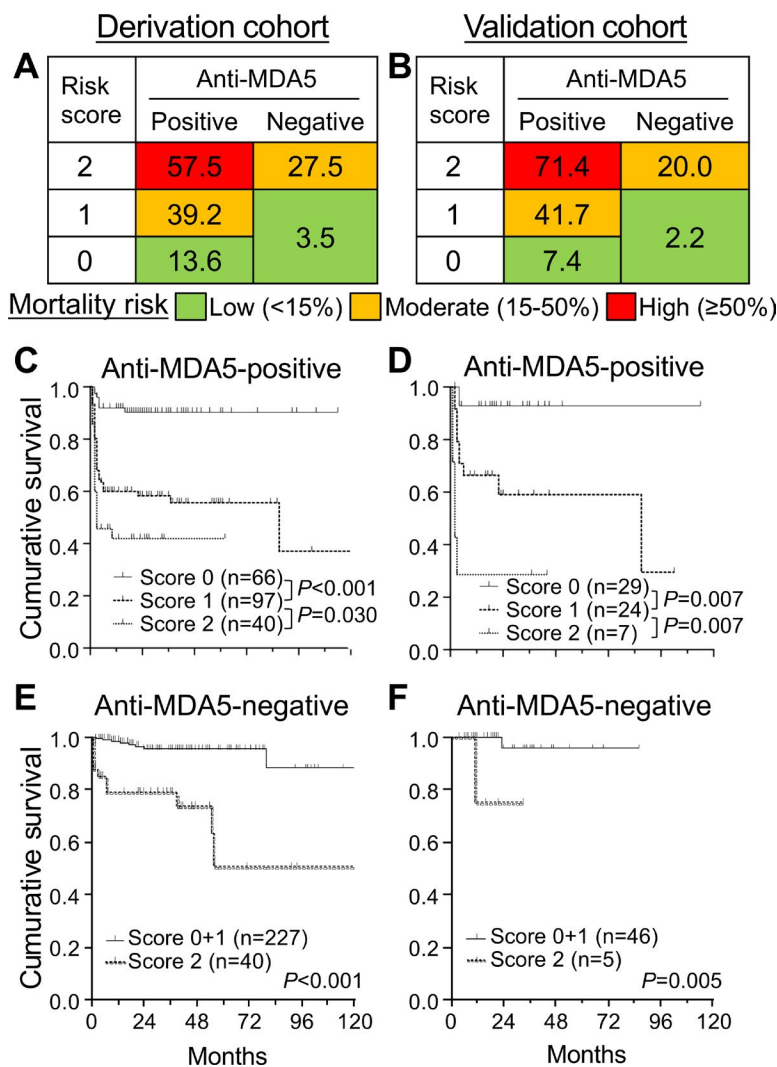 Derivation cohort
Validation cohort
A
Risk score
Anti-MDA5
Positive Negative
2 57.5 27.5
1 39.2
3.5
0 13.6
B
Risk score
Anti-MDA5
Positive Negative
2 71.4 20.0
1 41.7
2.2
0 7.4
Mortality risk Low (<15%) Moderate (15-50%) High (≥50%)
C Anti-MDA5-positive
Cumurative survival
1.0
0.8
0.6
0.4
0.2
0.0
Score 0 (n=66)
Score 1 (n=97)
Score 2 (n=40)
P<0.001
P=0.030
D Anti-MDA5-positive
1.0
0.8
0.6
0.4
0.2
0.0
Score 0 (n=29)
Score 1 (n=24)
Score 2 (n=7)
P=0.007
P=0.007
E Anti-MDA5-negative
Cumurative survival
1.0
0.8
0.6
0.4
0.2
0.0
Score 0+1 (n=227)
Score 2 (n=40)
P<0.001
0 24 48 72 96 120
Months
F Anti-MDA5-negative
1.0
0.8
0.6
0.4
0.2
0.0
Score 0+1 (n=46)
Score 2 (n=5)
P=0.005
0 24 48 72 96 120
Months